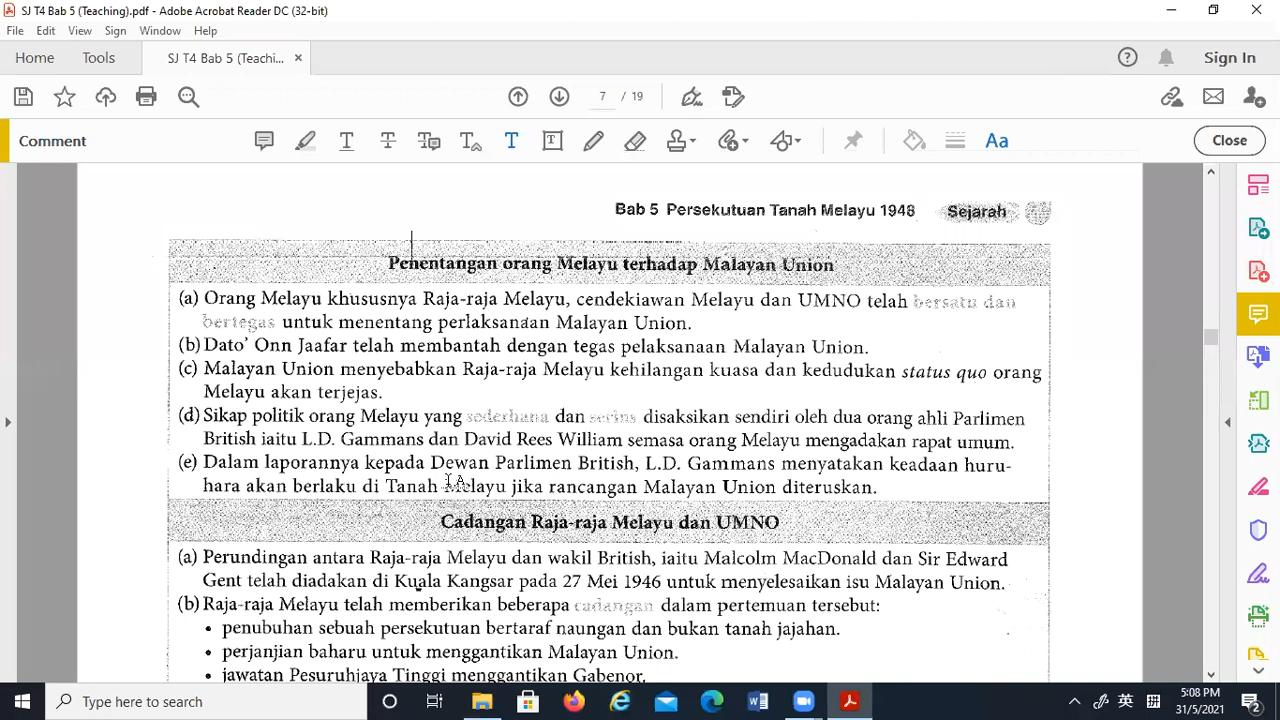 SJ T4 Bab 5 (Teaching).pdf - Adobe Acrobat Reader DC (32-bit)
File Edit View Sign Window Help
Home Tools SJ T4 Bab 5 (Teachi... × Sign In
7 / 19
Comment Close
Bab 5 Persekutuan Tanah Melayu 1948 Sejarah
Penentangan orang Melayu terhadap Malayan Union
(a) Orang Melayu khususnya Raja-raja Melayu, cendekiawan Melayu dan UMNO telah bersatu dan
bertegas untuk menentang perlaksanaan Malayan Union.
(b) Dato' Onn Jaafar telah membantah dengan tegas pelaksanaan Malayan Union.
(c) Malayan Union menyebabkan Raja-raja Melayu kehilangan kuasa dan kedudukan status quo orang
Melayu akan terjejas.
(d) Sikap politik orang Melayu yang sederhana dan serius disaksikan sendiri oleh dua orang ahli Parlimen
British iaitu L.D. Gammans dan David Rees William semasa orang Melayu mengadakan rapat umum.
(e) Dalam laporannya kepada Dewan Parlimen British, L.D. Gammans menyatakan keadaan huru-
hara akan berlaku di Tanah Melayu jika rancangan Malayan Union diteruskan.
Cadangan Raja-raja Melayu dan UMNO
(a) Perundingan antara Raja-raja Melayu dan wakil British, iaitu Malcolm MacDonald dan Sir Edward
Gent telah diadakan di Kuala Kangsar pada 27 Mei 1946 untuk menyelesaikan isu Malayan Union.
(b) Raja-raja Melayu telah memberikan beberapa cadangan dalam pertemuan tersebut:
• penubuhan sebuah persekutuan bertaraf naungan dan bukan tanah jajahan.
• perjanjian baharu untuk menggantikan Malayan Union.
• jawatan Pesuruhjaya Tinggi menggantikan Gabenor.
Type here to search
英
5:08 PM
31/5/2021
2